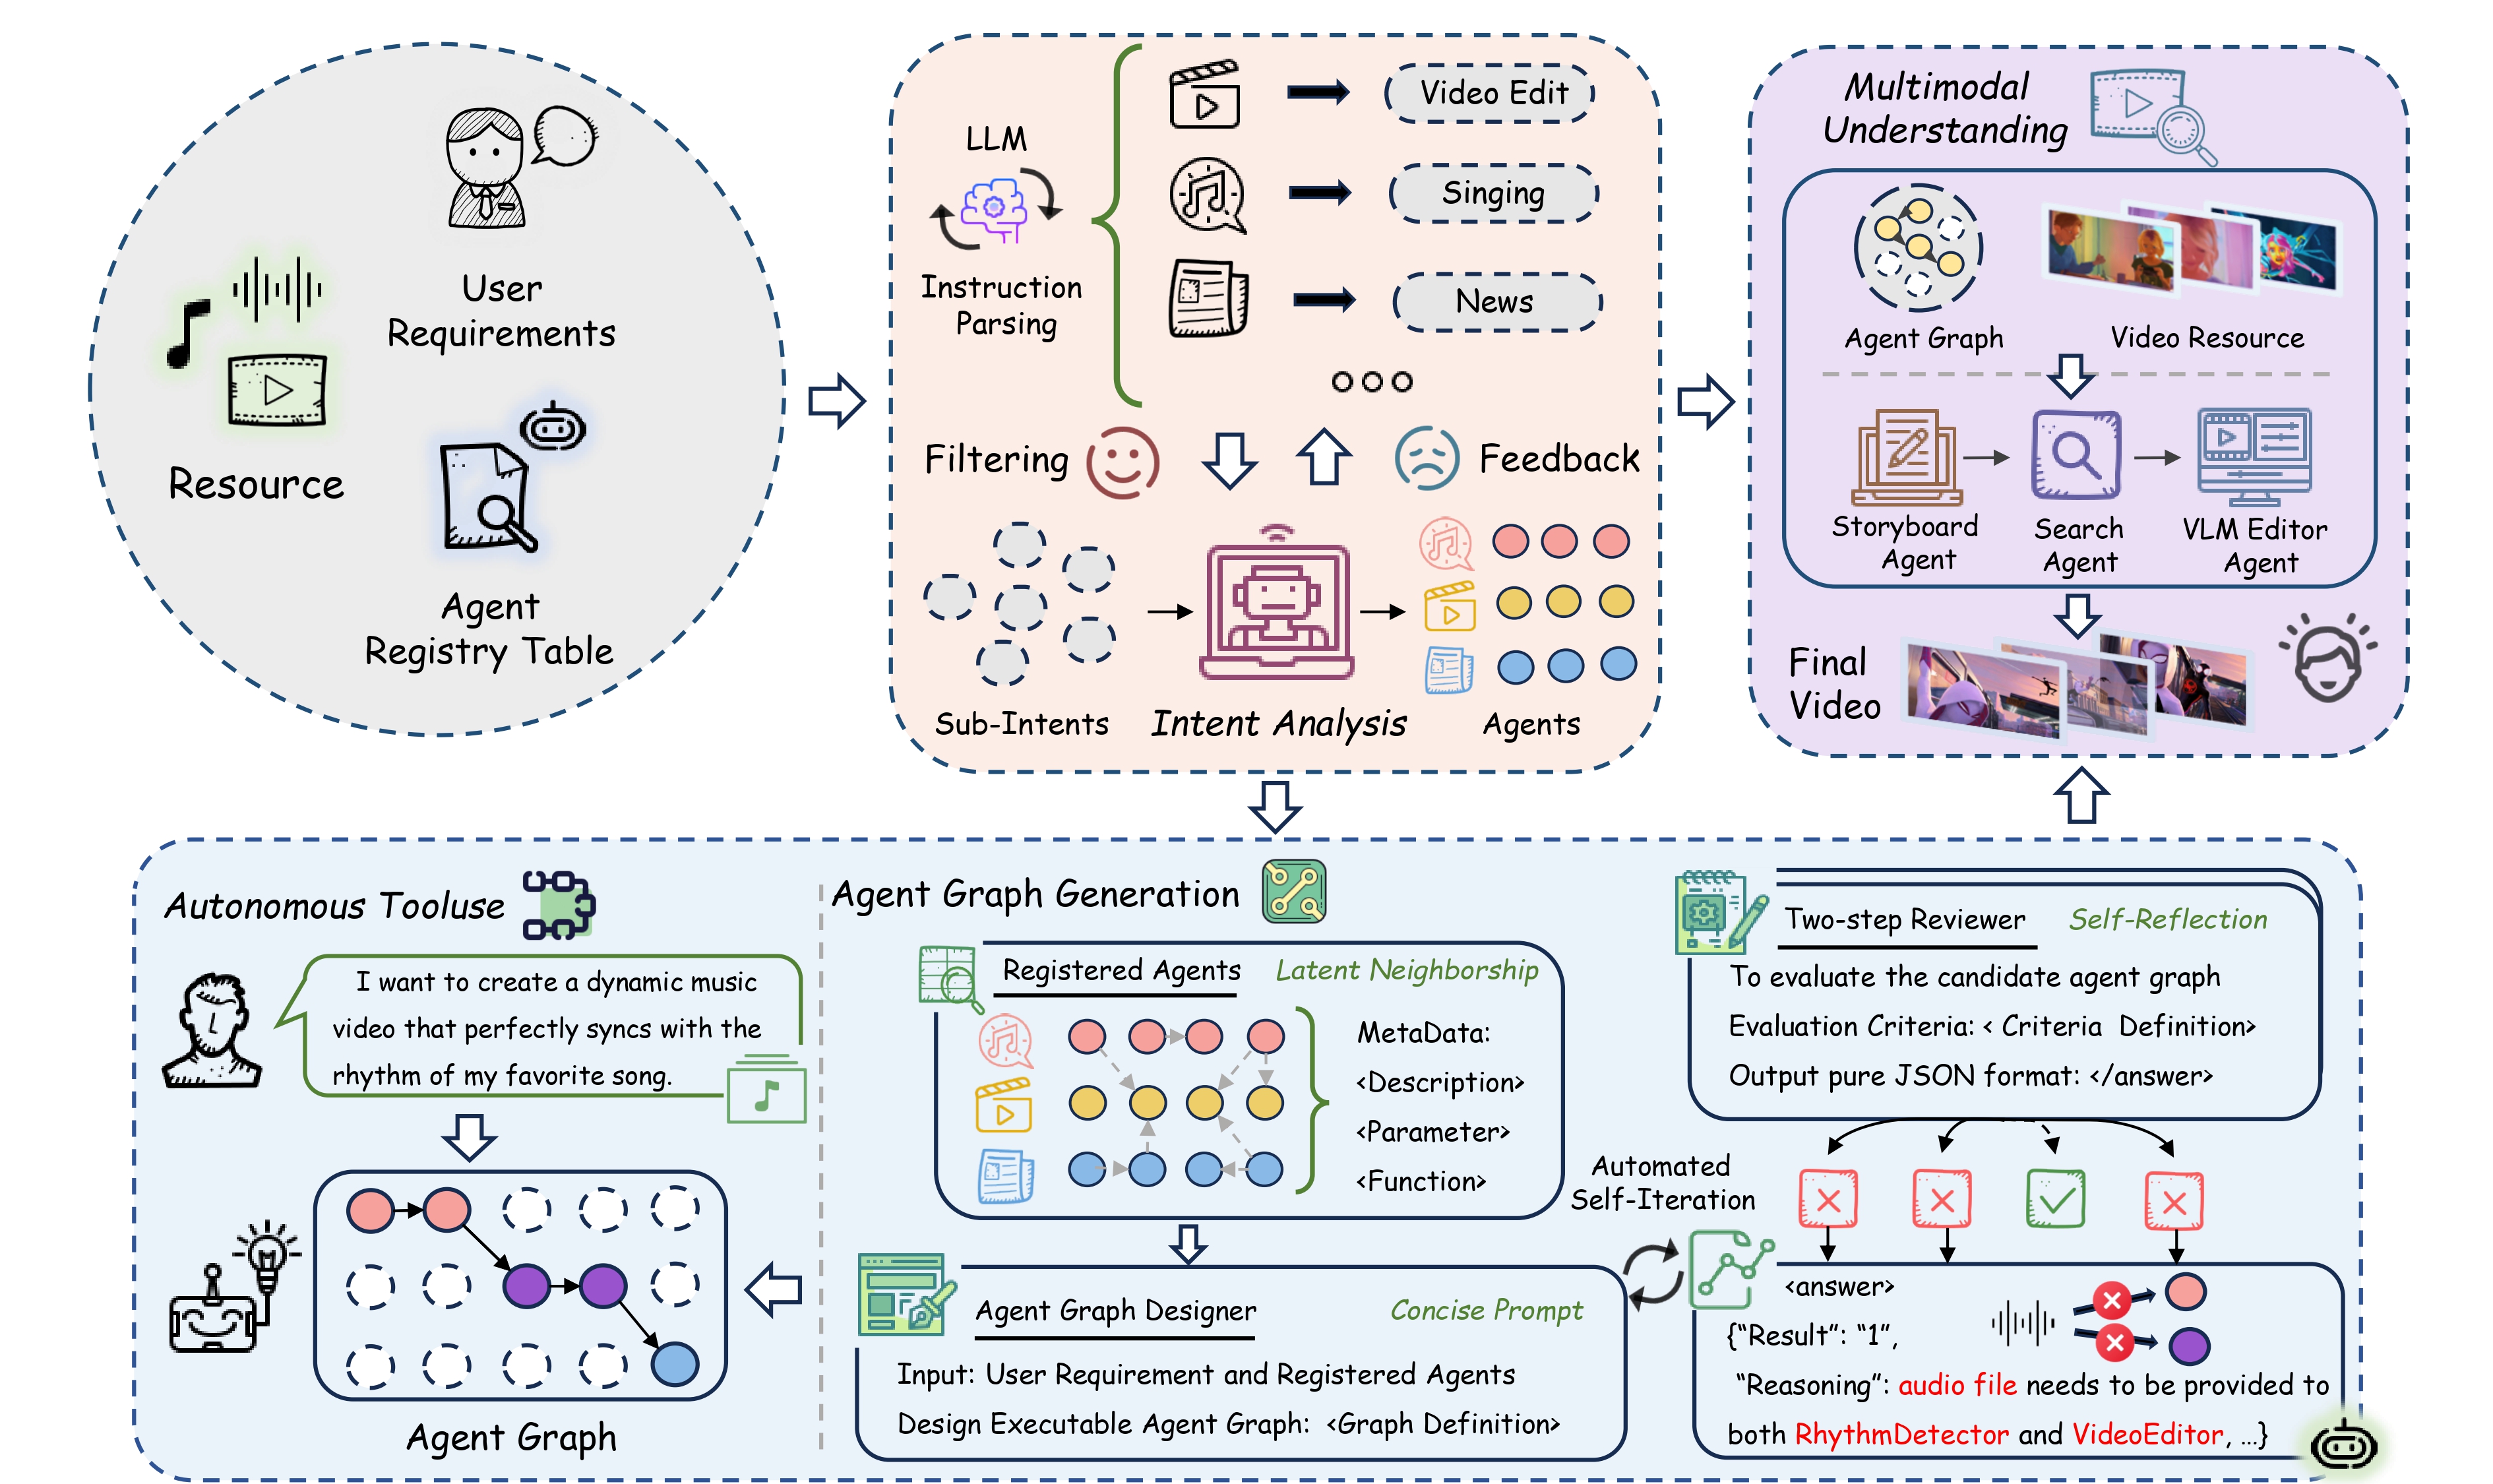 User
Requirements
Resource
Agent
Registry Table
LLM
Instruction
Parsing
Video Edit
Singing
News
Filtering
Feedback
Sub-Intents
Intent Analysis
Agents
Multimodal
Understanding
Agent Graph
Video Resource
Storyboard
Agent
Search
Agent
VLM Editor
Agent
Final
Video
Autonomous Tooluse
I want to create a dynamic music
video that perfectly syncs with the
rhythm of my favorite song.
Agent Graph
Agent Graph Generation
Registered Agents
Latent Neighborship
MetaData:
<Description>
<Parameter>
<Function>
Agent Graph Designer
Concise Prompt
Input: User Requirement and Registered Agents
Design Executable Agent Graph: <Graph Definition>
Automated
Self-Iteration
Two-step Reviewer
Self-Reflection
To evaluate the candidate agent graph
Evaluation Criteria: < Criteria Definition>
Output pure JSON format: </answer>
<answer>
{“Result”: “1”,
“Reasoning”: audio file needs to be provided to
both RhythmDetector and VideoEditor, …}